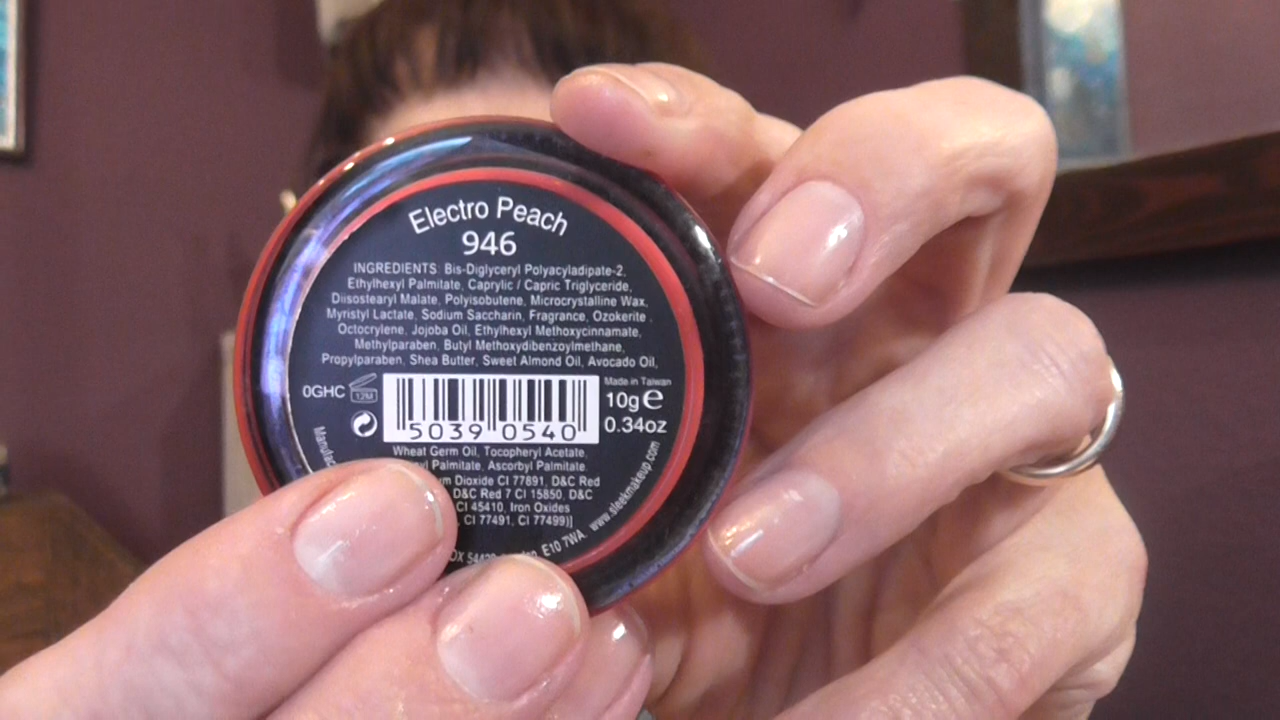 Electro Peach
946
INGREDIENTS: Bis-Diglyceryl Polyacyladipate-2,
Ethylhexyl Palmitate, Caprylic / Capric Triglyceride,
Diisostearyl Malate, Polyisobutene, Microcrystalline Wax,
Myristyl Lactate, Sodium Saccharin, Fragrance, Ozokerite ,
Octocrylene, Jojoba Oil, Ethylhexyl Methoxycinnamate,
Methylparaben, Butyl Methoxydibenzoylmethane,
Propylparaben, Shea Butter, Sweet Almond Oil, Avocado Oil,
0GHC 12M
Made in Taiwan
10g e
0.34oz
5039 0540
Wheat Germ Oil, Tocopheryl Acetate,
Palmitate, Ascorbyl Palmitate.
Dioxide CI 77891, D&C Red
D&C Red 7 CI 15850, D&C
CI 45410, Iron Oxides
, CI 77491, CI 77499)]
E10 7WA www.sleekmakeup.com